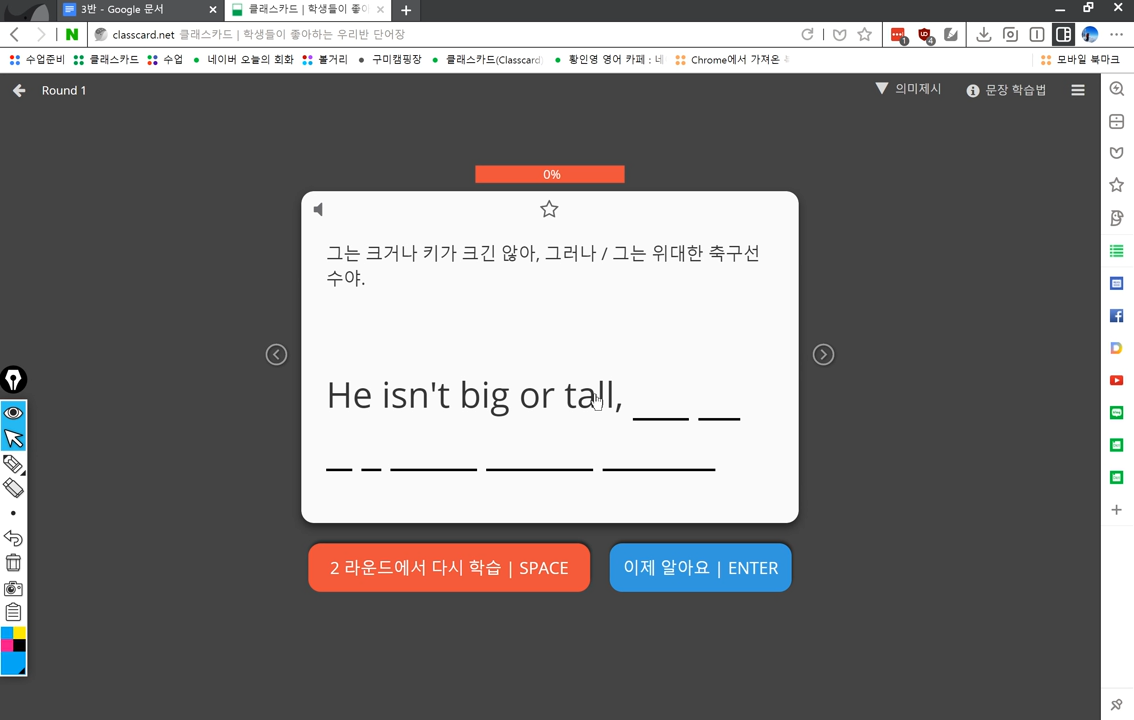 3반 - Google 문서
클래스카드 | 학생들이 좋아
classcard.net 클래스카드 | 학생들이 좋아하는 우리반 단어장
수업준비 클래스카드 수업 네이버 오늘의 회화 볼거리 구미캠핑장 클래스카드(Classcard) 황인영 영어 카페 : 네 Chrome에서 가져온 모바일 북마크
Round 1
의미제시 문장 학습법
0%
그는 크거나 키가 크긴 않아, 그러나 / 그는 위대한 축구선
수야.
He isn't big or tall,
2 라운드에서 다시 학습 | SPACE
이제 알아요 | ENTER